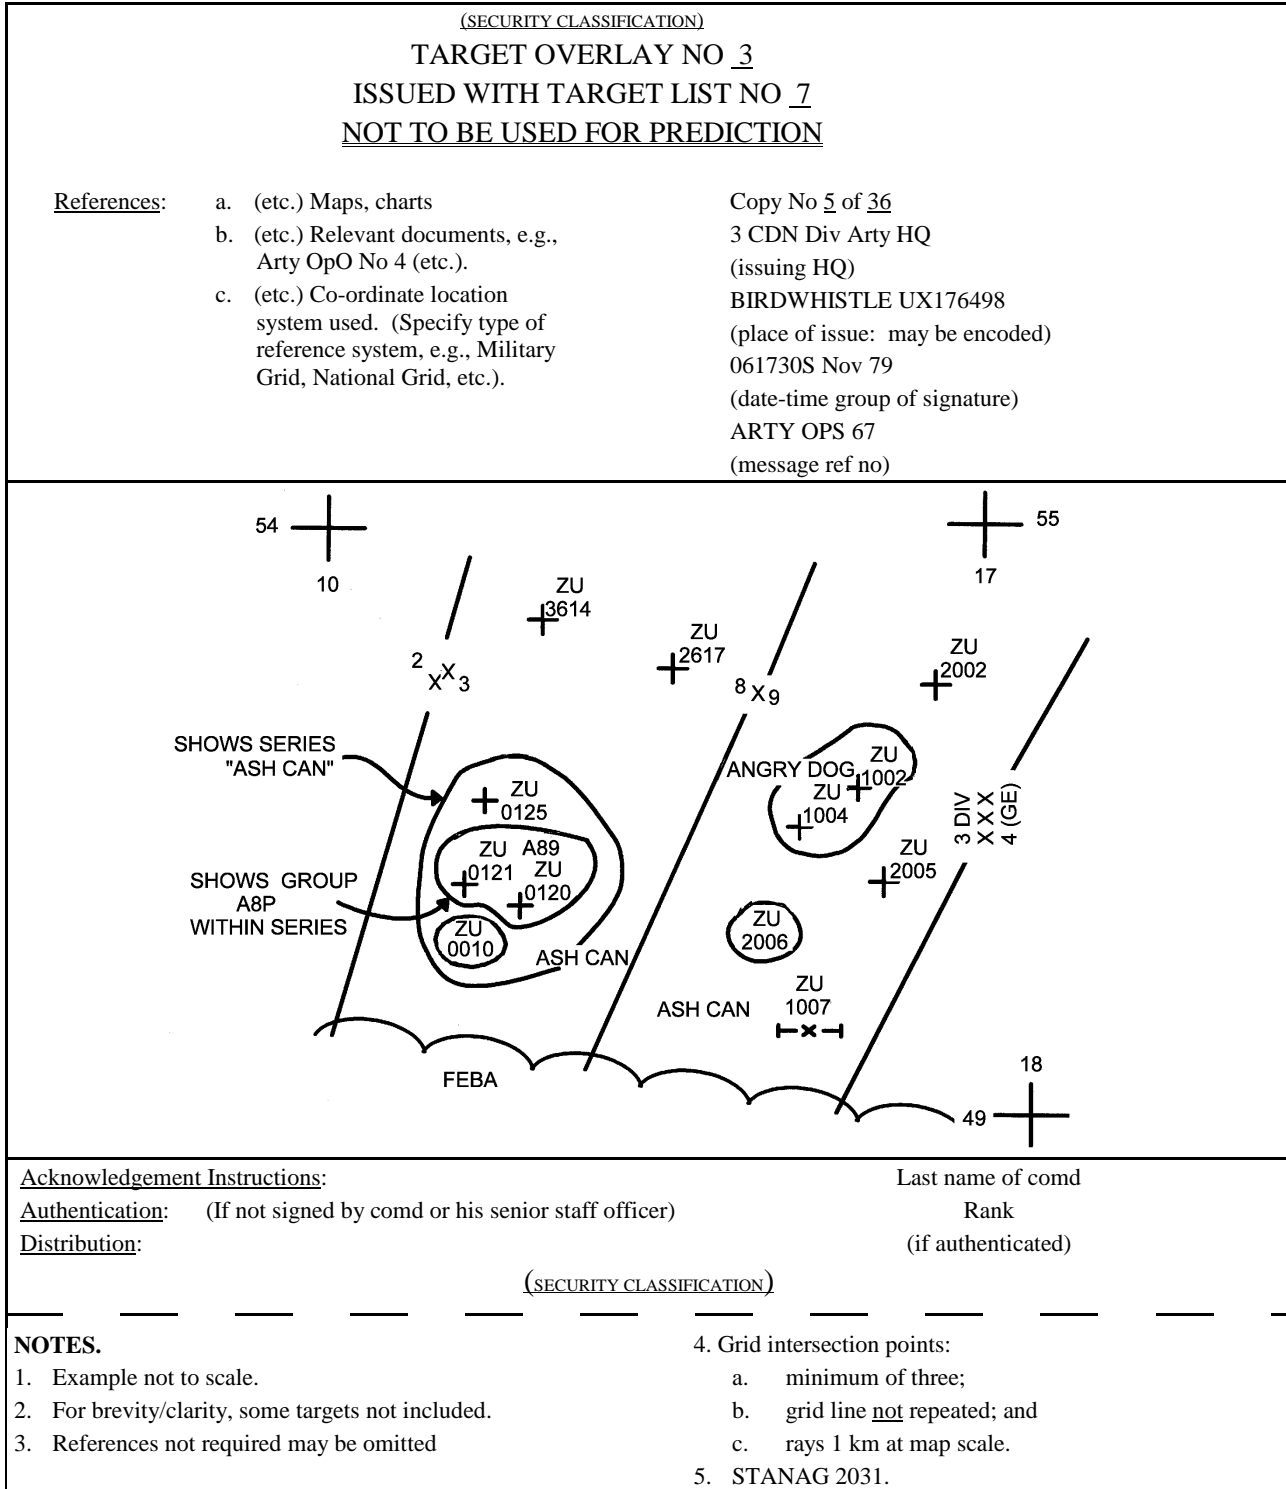 (SECURITY CLASSIFICATION)
TARGET OVERLAY NO 3
ISSUED WITH TARGET LIST NO 7
NOT TO BE USED FOR PREDICTION
References:
a. (etc.) Maps, charts
b. (etc.) Relevant documents, e.g.,
Arty OpO No 4 (etc.).
c. (etc.) Co-ordinate location
system used. (Specify type of
reference system, e.g., Military
Grid, National Grid, etc.).
Copy No 5 of 36
3 CDN Div Arty HQ
(issuing HQ)
BIRDWHISTLE UX176498
(place of issue: may be encoded)
061730S Nov 79
(date-time group of signature)
ARTY OPS 67
(message ref no)
54
10
55
17
ZU
3614
ZU
2617
ZU
2002
2 X X 3
8 X 9
SHOWS SERIES
"ASH CAN"
ZU
0125
ZU
0121
A89
ZU
0120
SHOWS GROUP
A8P
WITHIN SERIES
ZU
0010
ASH CAN
ANGRY DOG
ZU
1002
ZU
1004
3 DIV
X X X
4 (GE)
ZU
2005
ZU
2006
ZU
1007
ASH CAN
FEBA
18
49
Acknowledgement Instructions:
Last name of comd
Authentication: (If not signed by comd or his senior staff officer)
Rank
Distribution:
(if authenticated)
(SECURITY CLASSIFICATION)
NOTES.
1. Example not to scale.
2. For brevity/clarity, some targets not included.
3. References not required may be omitted
4. Grid intersection points:
a. minimum of three;
b. grid line not repeated; and
c. rays 1 km at map scale.
5. STANAG 2031.